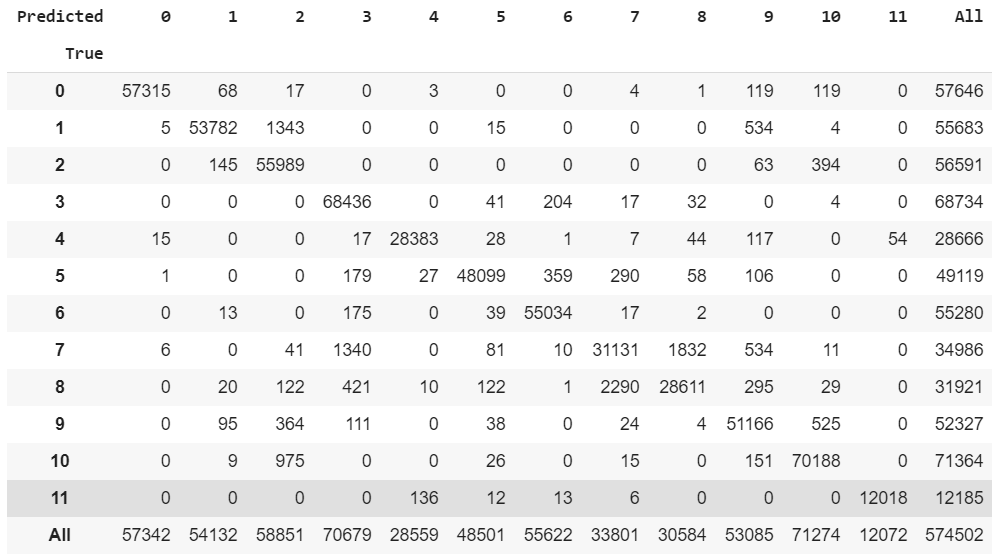 Predicted 0 1 2 3 4 5 6 7 8 9 10 11 All
True
0 57315 68 17 0 3 0 0 4 1 119 119 0 57646
1 5 53782 1343 0 0 15 0 0 0 534 4 0 55683
2 0 145 55989 0 0 0 0 0 0 63 394 0 56591
3 0 0 0 68436 0 41 204 17 32 0 4 0 68734
4 15 0 0 17 28383 28 1 7 44 117 0 54 28666
5 1 0 0 179 27 48099 359 290 58 106 0 0 49119
6 0 13 0 175 0 39 55034 17 2 0 0 0 55280
7 6 0 41 1340 0 81 10 31131 1832 534 11 0 34986
8 0 20 122 421 10 122 1 2290 28611 295 29 0 31921
9 0 95 364 111 0 38 0 24 4 51166 525 0 52327
10 0 9 975 0 0 26 0 15 0 151 70188 0 71364
11 0 0 0 0 136 12 13 6 0 0 0 12018 12185
All 57342 54132 58851 70679 28559 48501 55622 33801 30584 53085 71274 12072 574502